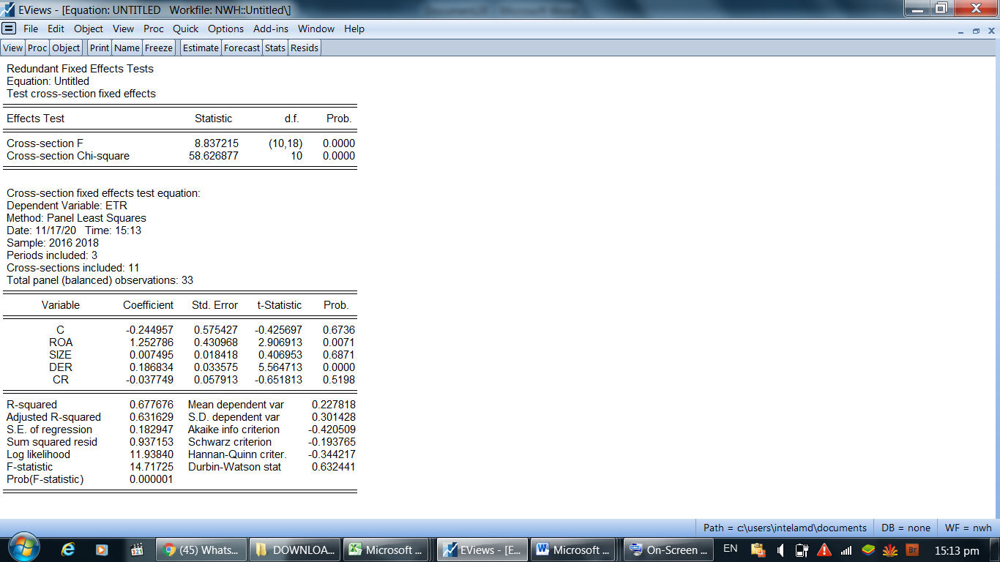 EViews - [Equation: UNTITLED   Workfile: NWH::Untitled\]
File Edit Object View Proc Quick Options Add-ins Window Help
View Proc Object Print Name Freeze Estimate Forecast Stats Resids
Redundant Fixed Effects Tests
Equation: Untitled
Test cross-section fixed effects
Effects Test Statistic d.f. Prob.
Cross-section F 8.837215 (10,18) 0.0000
Cross-section Chi-square 58.626877 10 0.0000
Cross-section fixed effects test equation:
Dependent Variable: ETR
Method: Panel Least Squares
Date: 11/17/20   Time: 15:13
Sample: 2016 2018
Periods included: 3
Cross-sections included: 11
Total panel (balanced) observations: 33
Variable Coefficient Std. Error t-Statistic Prob.
C -0.244957 0.575427 -0.425697 0.6736
ROA 1.252786 0.430968 2.906913 0.0071
SIZE 0.007495 0.018418 0.406953 0.6871
DER 0.186834 0.033575 5.564713 0.0000
CR -0.037749 0.057913 -0.651813 0.5198
R-squared 0.677676 Mean dependent var 0.227818
Adjusted R-squared 0.631629 S.D. dependent var 0.301428
S.E. of regression 0.182947 Akaike info criterion -0.420509
Sum squared resid 0.937153 Schwarz criterion -0.193765
Log likelihood 11.93840 Hannan-Quinn criter. -0.344217
F-statistic 14.71725 Durbin-Watson stat 0.632441
Prob(F-statistic) 0.000001
Path = c:\users\intelamd\documents DB = none WF = nwh
(45) Whats... DOWNLOA... Microsoft ... EViews - [E... Microsoft ... On-Screen ... EN Br 15:13 pm